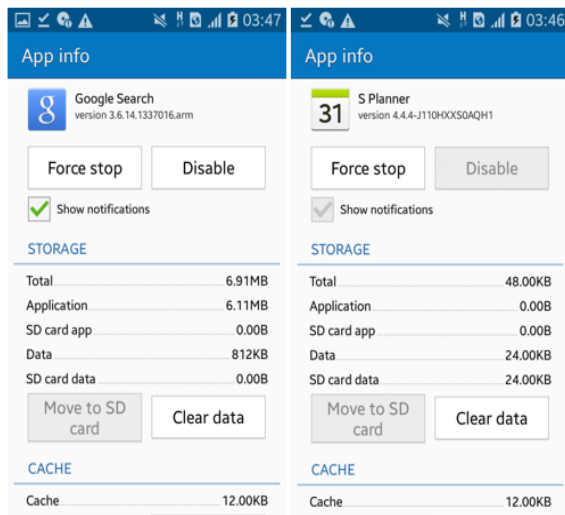 03:47
App info
8
Google Search
version 3.6.14.1337016.arm
Force stop
Disable
Show notifications
STORAGE
Total 6.91MB
Application 6.11MB
SD card app 0.00B
Data 812KB
SD card data 0.00B
Move to SD
card
Clear data
CACHE
Cache 12.00KB
03:46
App info
31
S Planner
version 4.4.4-J110HXXS0AQH1
Force stop
Disable
Show notifications
STORAGE
Total 48.00KB
Application 0.00B
SD card app 0.00B
Data 24.00KB
SD card data 24.00KB
Move to SD
card
Clear data
CACHE
Cache 12.00KB